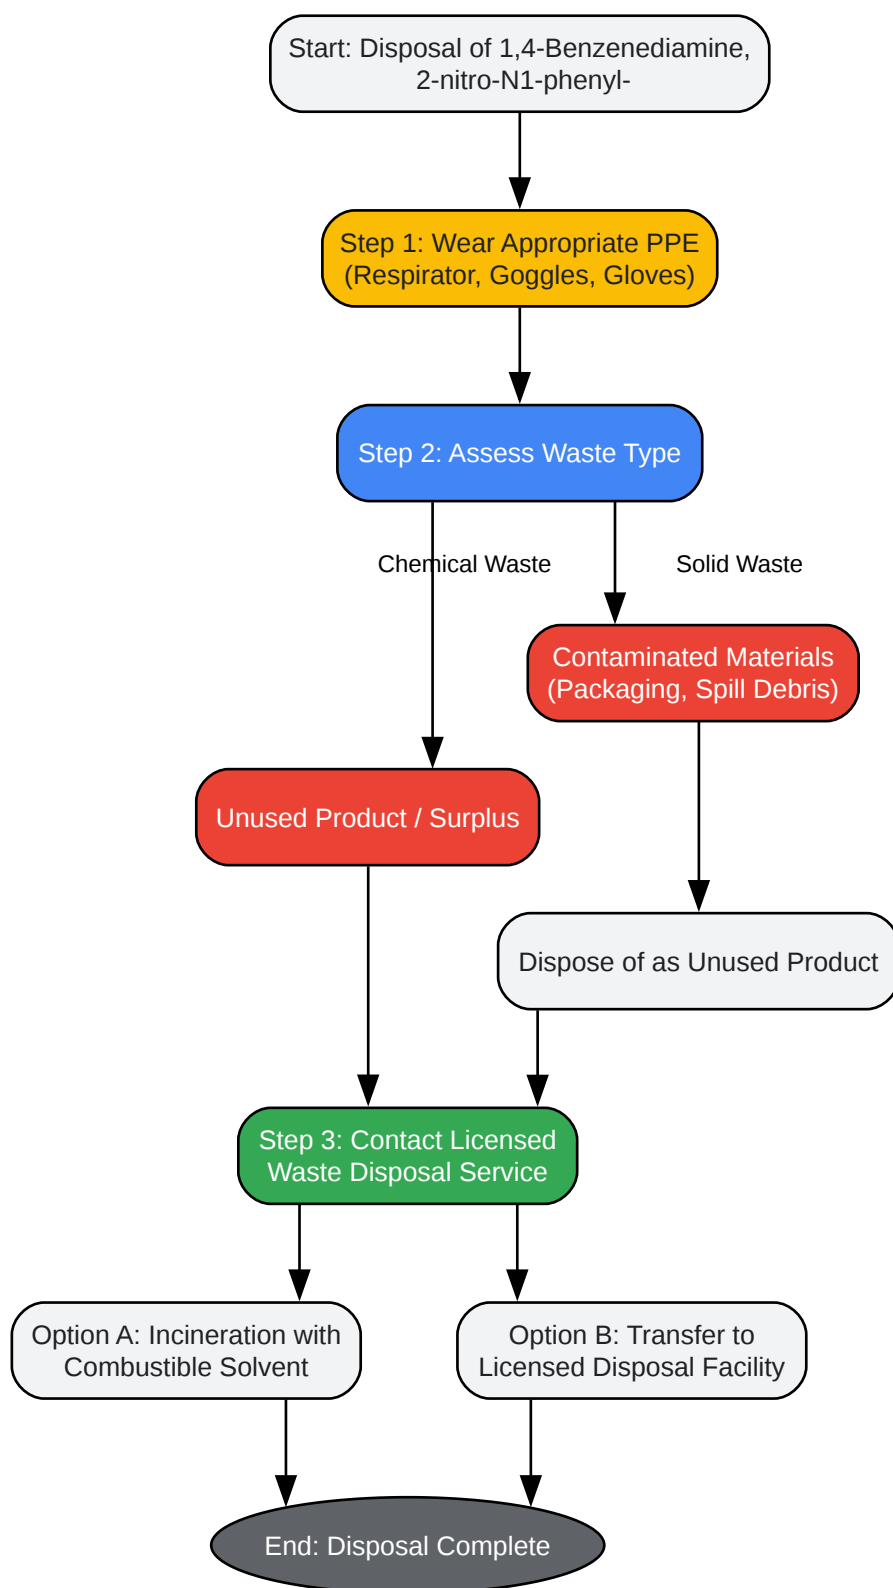 Start: Disposal of 1,4-Benzenediamine,
2-nitro-N1-phenyl-
Step 1: Wear Appropriate PPE
(Respirator, Goggles, Gloves)
Step 2: Assess Waste Type
Chemical Waste
Solid Waste
Contaminated Materials
(Packaging, Spill Debris)
Unused Product / Surplus
Dispose of as Unused Product
Step 3: Contact Licensed
Waste Disposal Service
Option A: Incineration with
Combustible Solvent
Option B: Transfer to
Licensed Disposal Facility
End: Disposal Complete